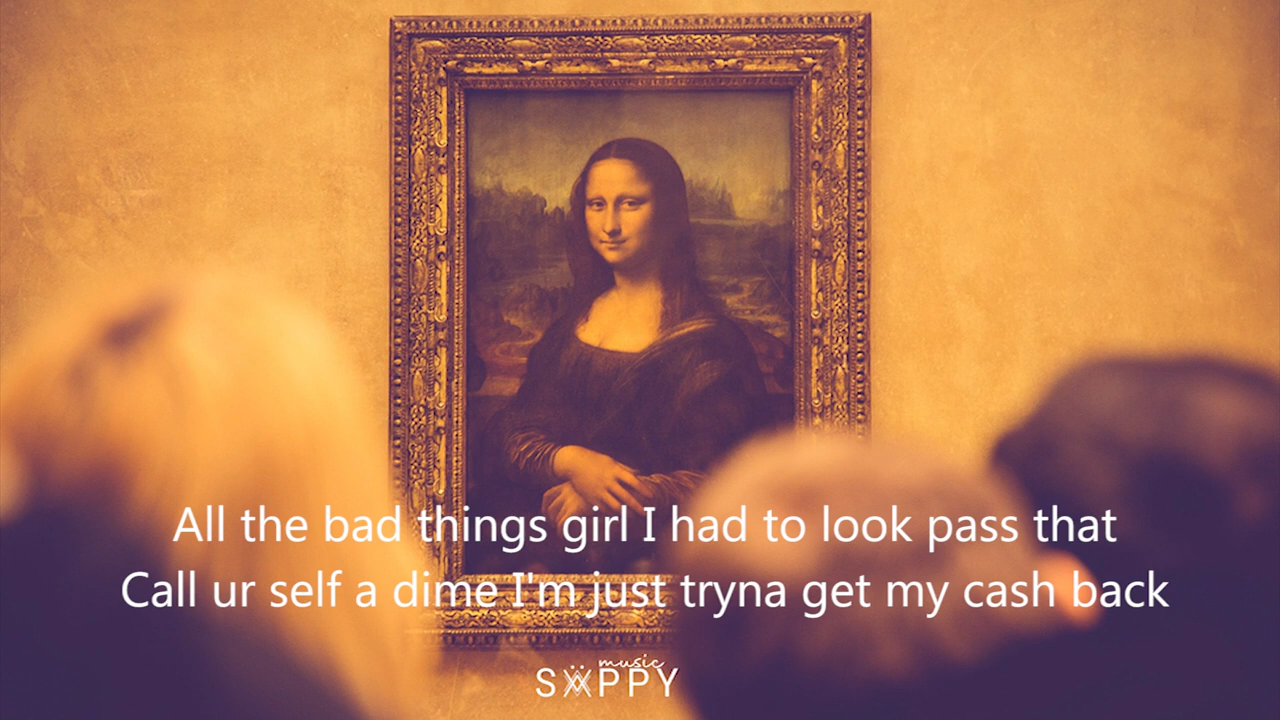 All the bad things girl I had to look pass that
Call ur self a dime I'm just tryna get my cash back
music
SÄPPY